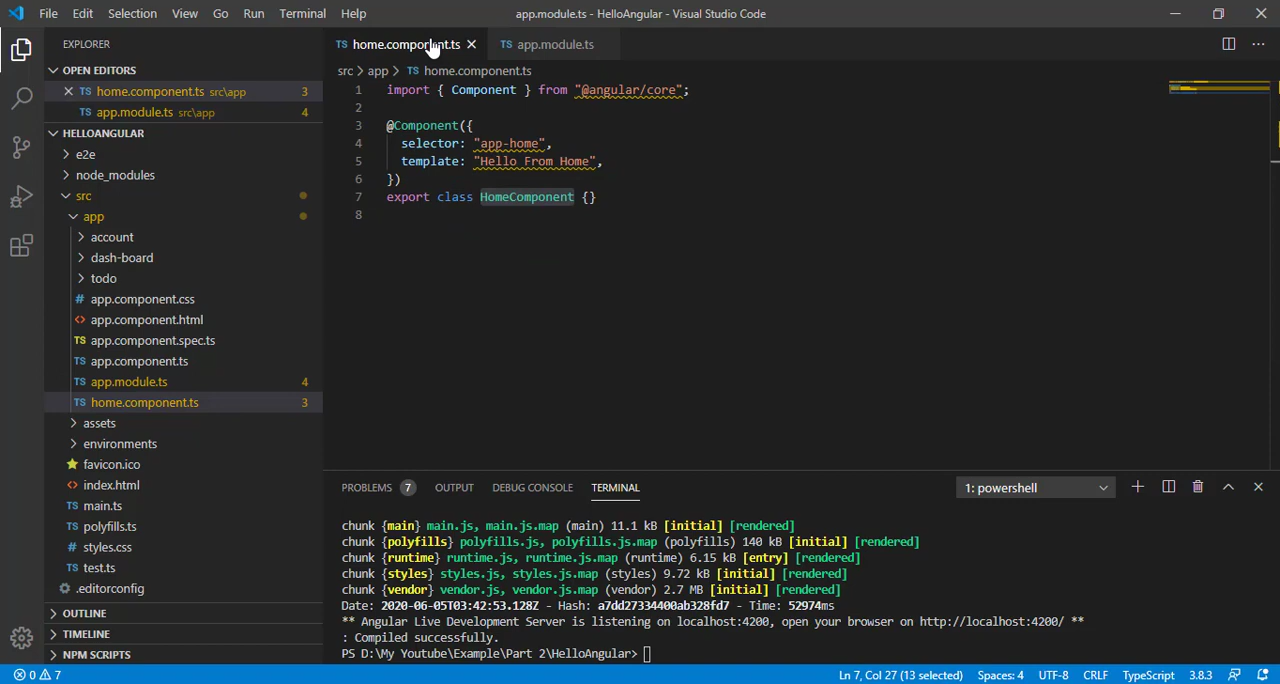 File Edit Selection View Go Run Terminal Help
app.module.ts - HelloAngular - Visual Studio Code
EXPLORER
OPEN EDITORS
TS home.component.ts src\app 3
TS app.module.ts src\app 4
HELLOANGULAR
e2e
node_modules
src
app
account
dash-board
todo
# app.component.css
<> app.component.html
TS app.component.spec.ts
TS app.component.ts
TS app.module.ts 4
TS home.component.ts 3
assets
environments
favicon.ico
<> index.html
TS main.ts
TS polyfills.ts
# styles.css
TS test.ts
.editorconfig
OUTLINE
TIMELINE
NPM SCRIPTS
TS home.component.ts
TS app.module.ts
src > app > TS home.component.ts
1 import { Component } from "@angular/core";
2
3 @Component({
4 selector: "app-home",
5 template: "Hello From Home",
6 })
7 export class HomeComponent {}
8
PROBLEMS 7 OUTPUT DEBUG CONSOLE TERMINAL 1: powershell
chunk {main} main.js, main.js.map (main) 11.1 kB [initial] [rendered]
chunk {polyfills} polyfills.js, polyfills.js.map (polyfills) 140 kB [initial] [rendered]
chunk {runtime} runtime.js, runtime.js.map (runtime) 6.15 kB [entry] [rendered]
chunk {styles} styles.js, styles.js.map (styles) 9.72 kB [initial] [rendered]
chunk {vendor} vendor.js, vendor.js.map (vendor) 2.7 MB [initial] [rendered]
Date: 2020-06-05T03:42:53.128Z - Hash: a7dd27334400ab328fd7 - Time: 52974ms
** Angular Live Development Server is listening on localhost:4200, open your browser on http://localhost:4200/ **
: Compiled successfully.
PS D:\My Youtube\Example\Part 2\HelloAngular>
0 7 Ln 7, Col 27 (13 selected) Spaces: 4 UTF-8 CRLF TypeScript 3.8.3